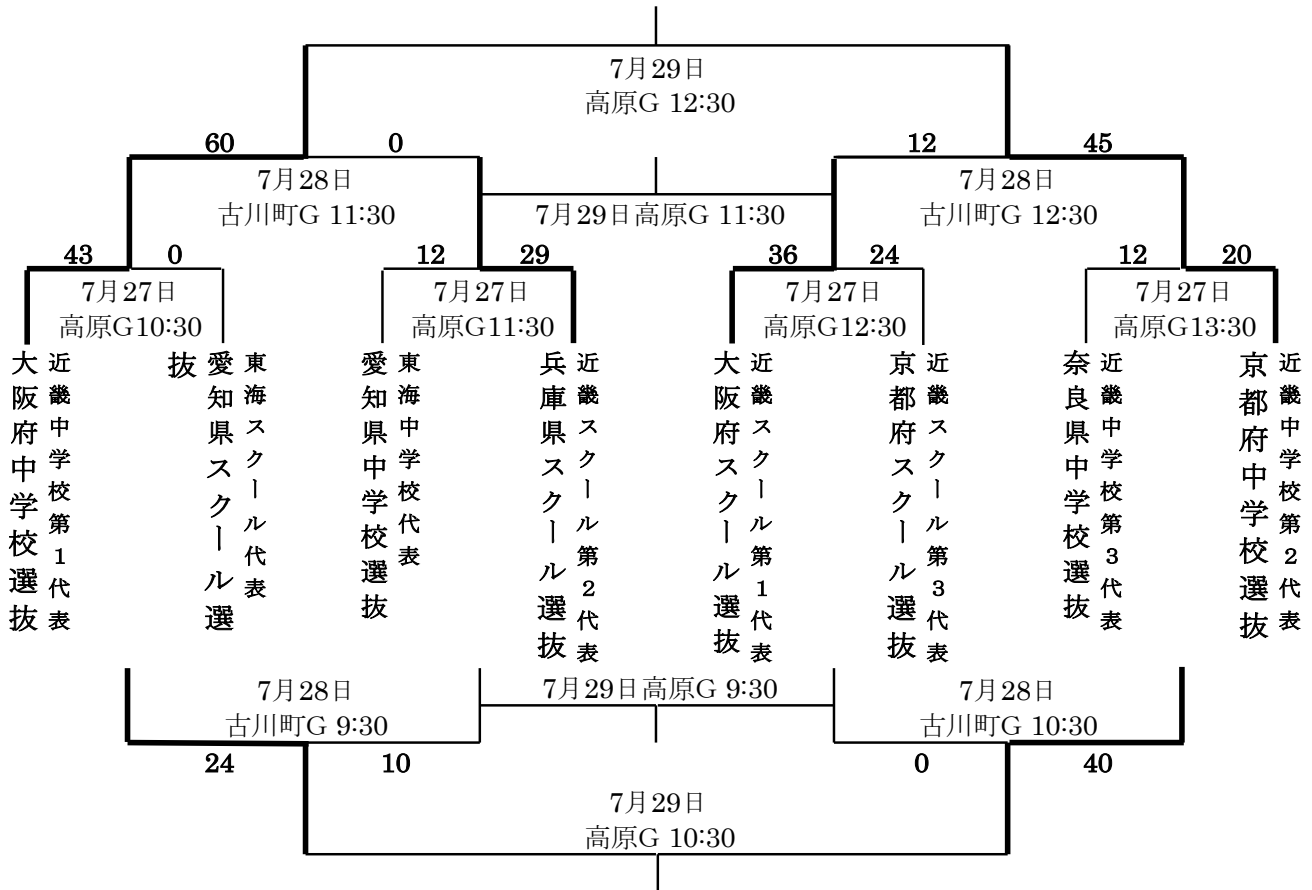 7月29日
高原G 12:30
60
0
12
45
7月28日
古川町G 11:30
7月29日高原G 11:30
7月28日
古川町G 12:30
43
0
12
29
36
24
12
20
7月27日
高原G10:30
7月27日
高原G11:30
7月27日
高原G12:30
7月27日
高原G13:30
近畿中学校第1代表
大阪府中学校選抜
東海スクール代表
愛知県スクール選
抜
東海中学校代表
愛知県中学校選抜
近畿スクール第2代表
兵庫県スクール選抜
近畿スクール第1代表
大阪府スクール選抜
近畿スクール第3代表
京都府スクール選抜
近畿中学校第3代表
奈良県中学校選抜
近畿中学校第2代表
京都府中学校選抜
7月28日
古川町G 9:30
7月29日高原G 9:30
7月28日
古川町G 10:30
24
10
0
40
7月29日
高原G 10:30